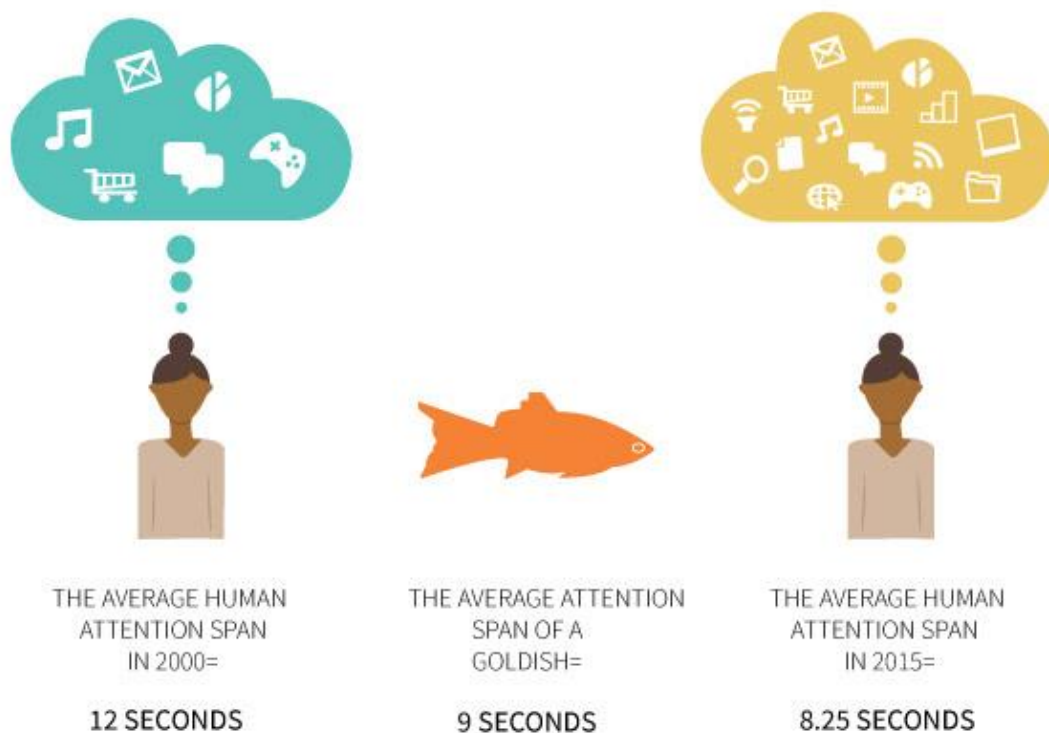 THE AVERAGE HUMAN
ATTENTION SPAN
IN 2000=
12 SECONDS
THE AVERAGE ATTENTION
SPAN OF A
GOLDISH=
9 SECONDS
THE AVERAGE HUMAN
ATTENTION SPAN
IN 2015=
8.25 SECONDS